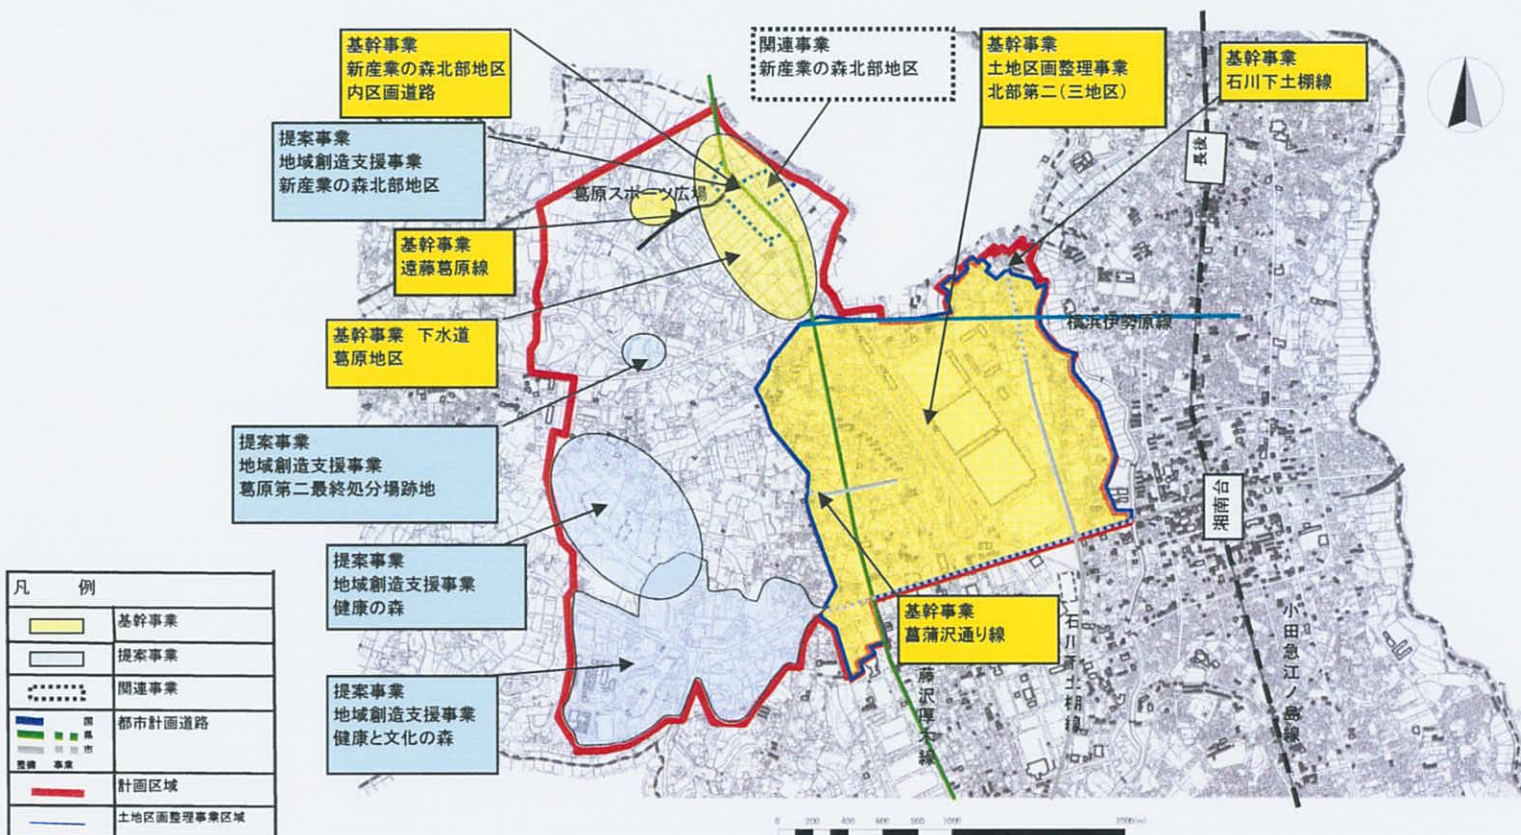 基幹事業
新産業の森北部地区
内区画道路
関連事業
新産業の森北部地区
基幹事業
土地区画整理事業
北部第二(三地区)
基幹事業
石川下土棚線
提案事業
地域創造支援事業
新産業の森北部地区
長後
葛原スポーツ広場
基幹事業
遠藤葛原線
基幹事業 下水道
葛原地区
横浜伊勢原線
提案事業
地域創造支援事業
葛原第二最終処分場跡地
湘南台
提案事業
地域創造支援事業
健康の森
基幹事業
菖蒲沢通り線
提案事業
地域創造支援事業
健康と文化の森
藤沢厚木線
石川下土棚線
小田急江ノ島線
凡 例
基幹事業
提案事業
関連事業
国
県
市
整備 事業
都市計画道路
計画区域
土地区画整理事業区域
0 200 400 600 800 1000 2000(m)